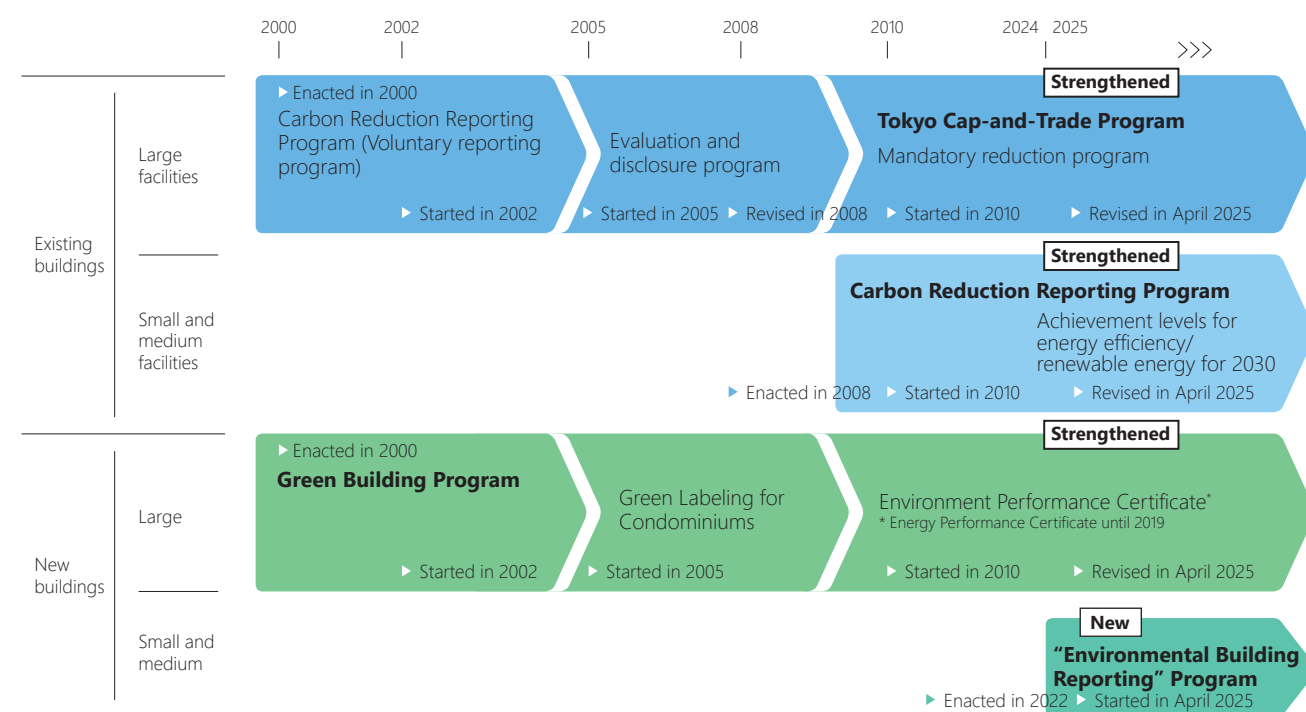 2000 2002 2005 2008 2010 2024 2025
Existing
buildings
Large
facilities
Enacted in 2000
Carbon Reduction Reporting
Program (Voluntary reporting
program)
Started in 2002
Evaluation and
disclosure program
Started in 2005
Revised in 2008
Strengthened
Tokyo Cap-and-Trade Program
Mandatory reduction program
Started in 2010
Revised in April 2025
Small and
medium
facilities
Strengthened
Carbon Reduction Reporting Program
Achievement levels for
energy efficiency/
renewable energy for 2030
Enacted in 2008
Started in 2010
Revised in April 2025
New
buildings
Large
Enacted in 2000
Green Building Program
Started in 2002
Green Labeling for
Condominiums
Started in 2005
Strengthened
Environment Performance Certificate*
* Energy Performance Certificate until 2019
Started in 2010
Revised in April 2025
Small and
medium
New
“Environmental Building
Reporting” Program
Enacted in 2022
Started in April 2025